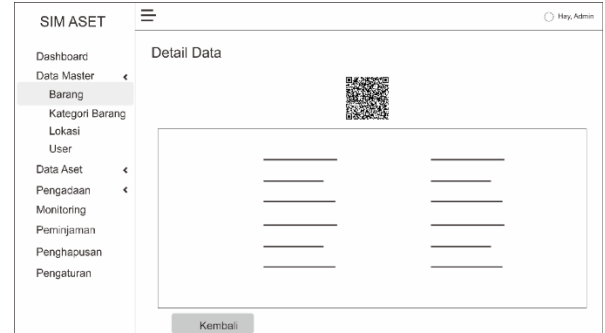 SIM ASET
Hay, Admin
Detail Data
Dashboard
Data Master
Barang
Kategori Barang
Lokasi
User
Data Aset
Pengadaan
Monitoring
Peminjaman
Penghapusan
Pengaturan
Kembali